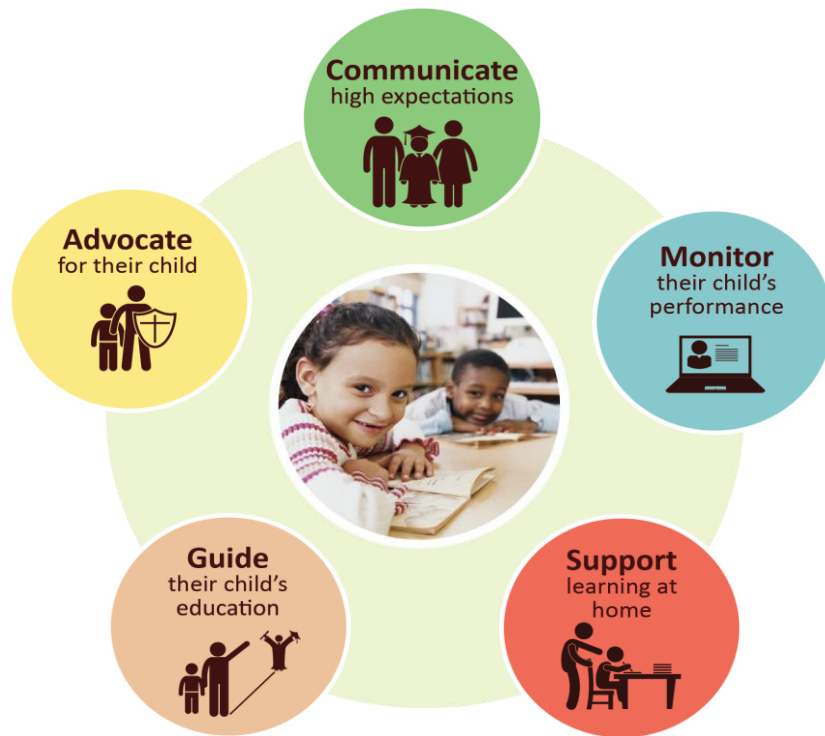 Communicate
high expectations
Monitor
their child's
performance
Support
learning at
home
Guide
their child's
education
Advocate
for their child